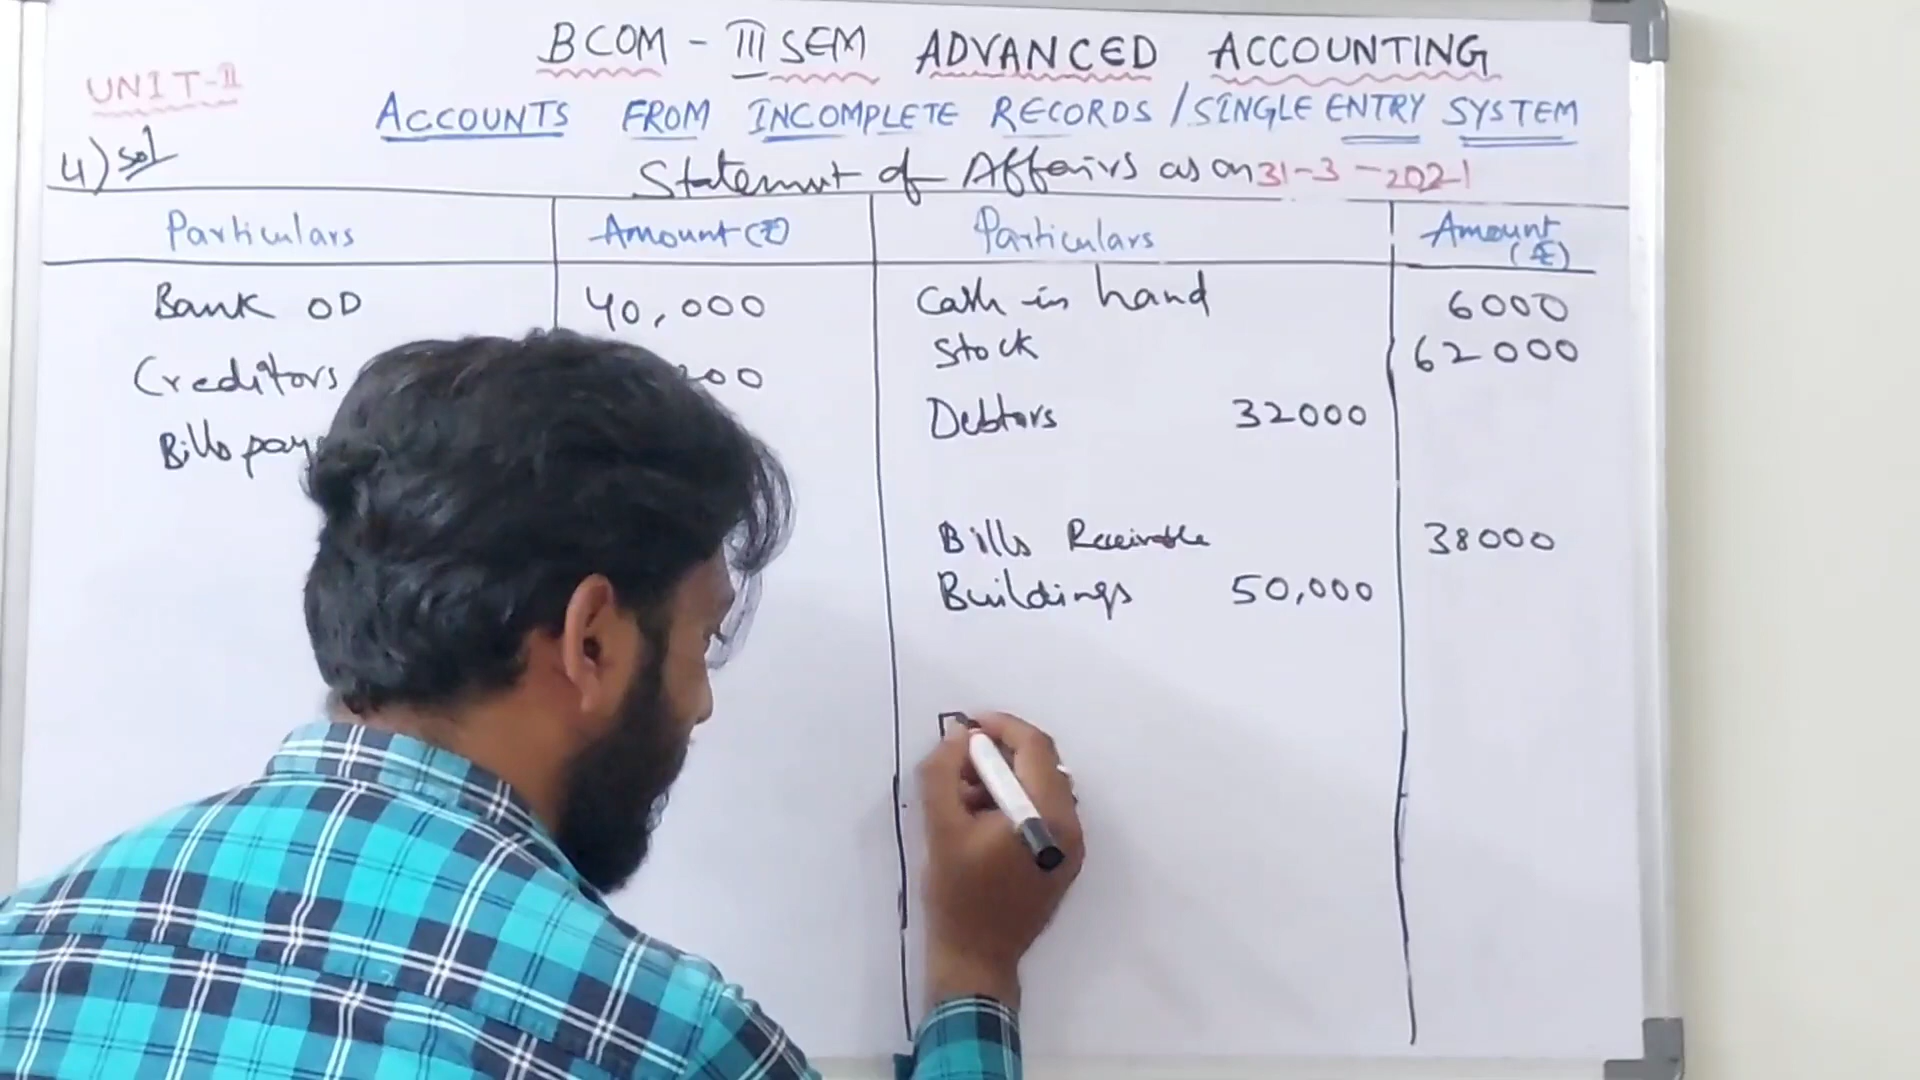 BCOM - III SEM ADVANCED ACCOUNTING
UNIT-II
ACCOUNTS FROM INCOMPLETE RECORDS / SINGLE ENTRY SYSTEM
4) sol
Statement of Affairs as on 31-3-2021
Particulars Amount (₹) Particulars Amount (₹)
Bank OD 40,000 Cash in hand 6000
Stock 62000
Creditors
Debtors 32000
Bills
Bills Receivable 38000
Buildings 50,000